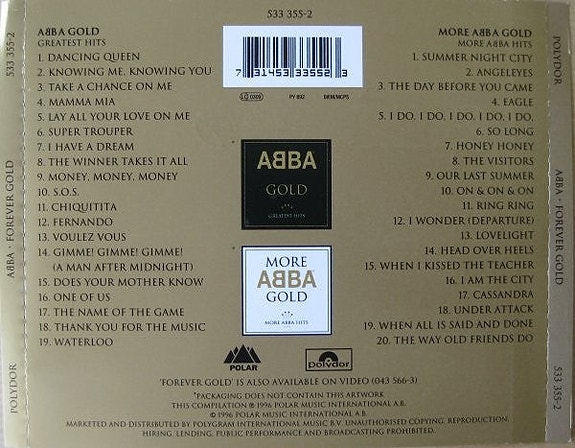 533 355-2
ABBA GOLD
GREATEST HITS
1. DANCING QUEEN
2. KNOWING ME, KNOWING YOU
3. TAKE A CHANCE ON ME
4. MAMMA MIA
5. LAY ALL YOUR LOVE ON ME
6. SUPER TROUPER
7. I HAVE A DREAM
8. THE WINNER TAKES IT ALL
9. MONEY, MONEY, MONEY
10. S.O.S.
11. CHIQUITITA
12. FERNANDO
13. VOULEZ VOUS
14. GIMME! GIMME! GIMME!
(A MAN AFTER MIDNIGHT)
15. DOES YOUR MOTHER KNOW
16. ONE OF US
17. THE NAME OF THE GAME
18. THANK YOU FOR THE MUSIC
19. WATERLOO
7 31453 33552 3
LC 0309 PY 892 BIEM/MCPS
ABBA
GOLD
GREATEST HITS
MORE
ABBA
GOLD
MORE ABBA HITS
MORE ABBA GOLD
MORE ABBA HITS
1. SUMMER NIGHT CITY
2. ANGELEYES
3. THE DAY BEFORE YOU CAME
4. EAGLE
5. I DO, I DO, I DO, I DO, I DO,
6. SO LONG
7. HONEY HONEY
8. THE VISITORS
9. OUR LAST SUMMER
10. ON & ON & ON
11. RING RING
12. I WONDER (DEPARTURE)
13. LOVELIGHT
14. HEAD OVER HEELS
15. WHEN I KISSED THE TEACHER
16. I AM THE CITY
17. CASSANDRA
18. UNDER ATTACK
19. WHEN ALL IS SAID AND DONE
20. THE WAY OLD FRIENDS DO
POLAR
polydor
'FOREVER GOLD' IS ALSO AVAILABLE ON VIDEO (043 566-3)
*PACKAGING DOES NOT CONTAIN THIS ARTWORK
THIS COMPILATION ℗ 1996 POLAR MUSIC INTERNATIONAL A.B.
© 1996 POLAR MUSIC INTERNATIONAL A.B.
MARKETED AND DISTRIBUTED BY POLYGRAM INTERNATIONAL MUSIC B.V. UNAUTHORISED COPYING, REPRODUCTION,
HIRING, LENDING, PUBLIC PERFORMANCE AND BROADCASTING PROHIBITED.
POLYDOR ABBA · FOREVER GOLD 533 355-2
POLYDOR ABBA · FOREVER GOLD 533 355-2